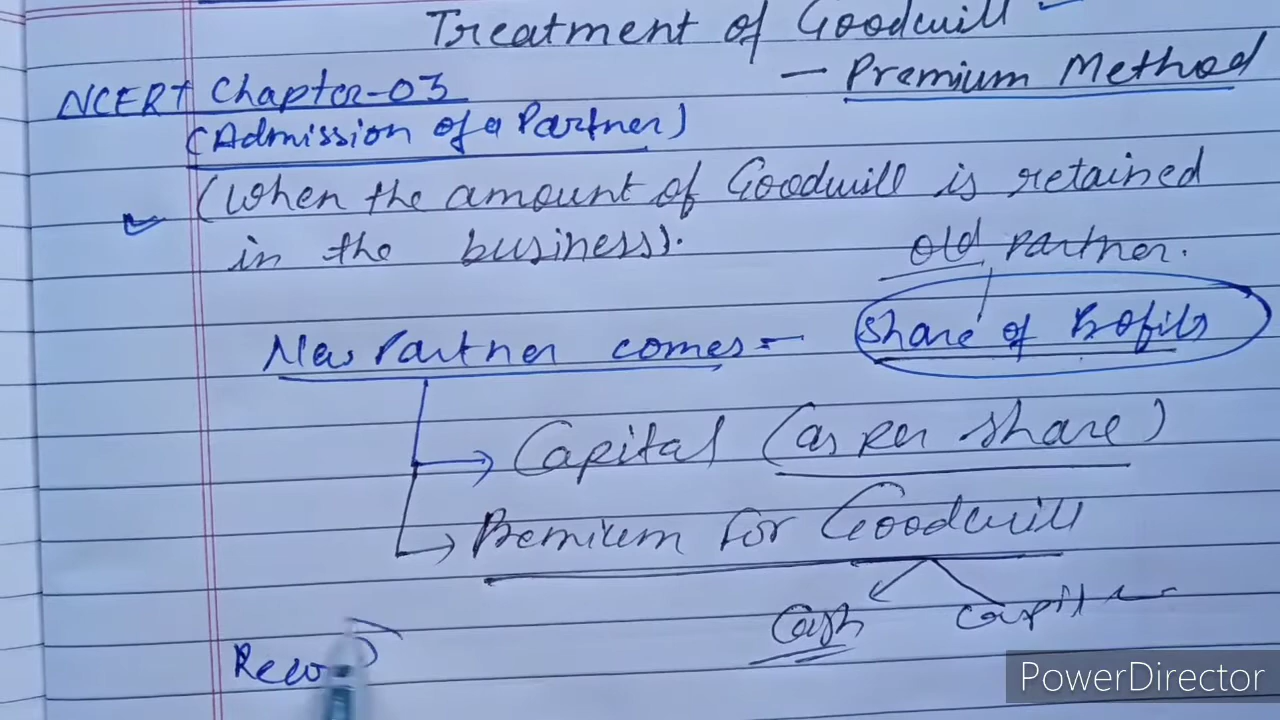 Treatment of Goodwill
- Premium Method
NCERT Chapter-03
(Admission of a Partner)
(When the amount of Goodwill is retained
in the business).
old partner.
New Partner comes - Share of Profits
Capital (as per share)
Premium for Goodwill
Cash
Reco
PowerDirector